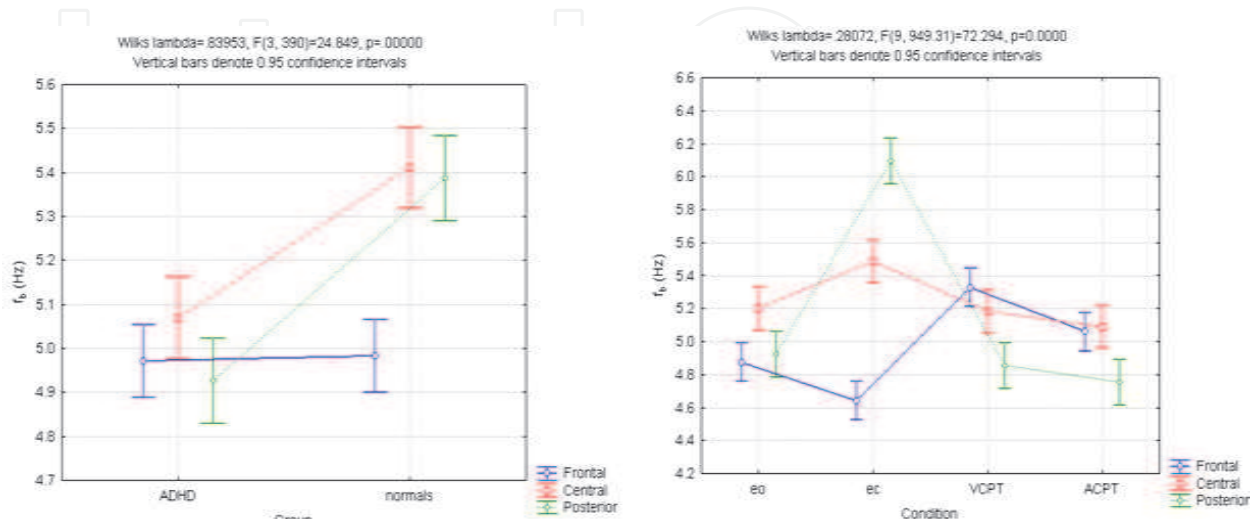 Wilks lambda=.83953, F(3, 390)=24.849, p=.00000
Vertical bars denote 0.95 confidence intervals
5.6
5.5
5.4
5.3
5.2
5.1
5.0
4.9
4.8
4.7
f_b (Hz)
ADHD normals
Group
Frontal
Central
Posterior
Wilks lambda=.28072, F(9, 949.31)=72.294, p=0.0000
Vertical bars denote 0.95 confidence intervals
6.6
6.4
6.2
6.0
5.8
5.6
5.4
5.2
5.0
4.8
4.6
4.4
4.2
f_b (Hz)
eo ec VCPT ACPT
Condition
Frontal
Central
Posterior